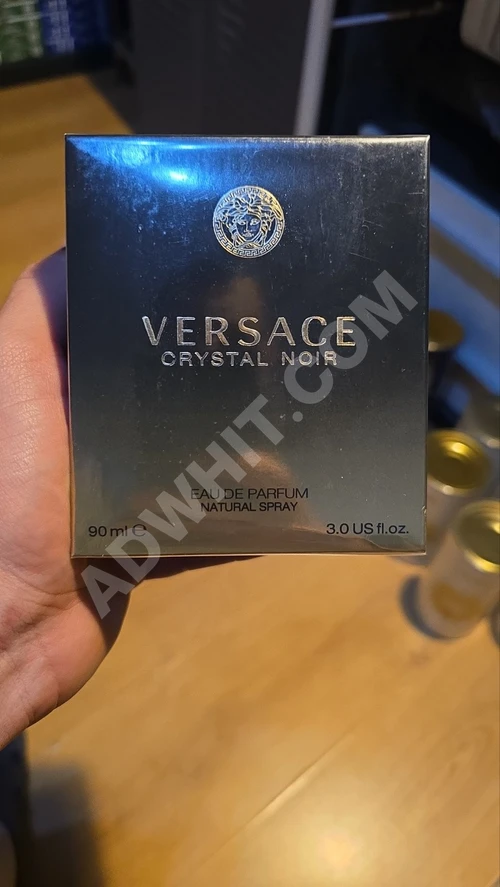 VERSACE
CRYSTAL NOIR
EAU DE PARFUM
NATURAL SPRAY
90 ml e
3.0 US fl.oz.
ADWHIT.COM